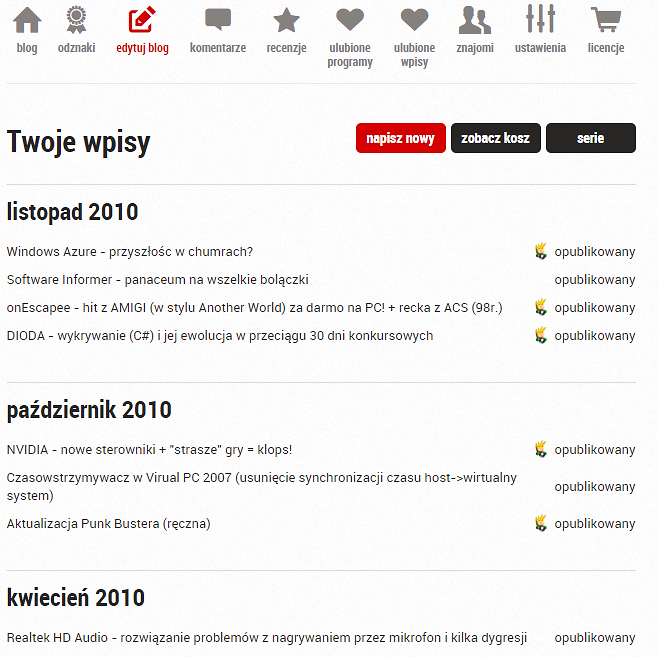 blog odznaki edytuj blog komentarze recenzje ulubione programy ulubione wpisy znajomi ustawienia licencje
Twoje wpisy
napisz nowy zobacz kosz serie
listopad 2010
Windows Azure - przyszłośc w chumrach? opublikowany
Software Informer - panaceum na wszelkie bolączki opublikowany
onEscapee - hit z AMIGI (w stylu Another World) za darmo na PC! + recka z ACS (98r.) opublikowany
DIODA - wykrywanie (C#) i jej ewolucja w przeciągu 30 dni konkursowych opublikowany
październik 2010
NVIDIA - nowe sterowniki + "strasze" gry = klops! opublikowany
Czasowstrzymywacz w Virual PC 2007 (usunięcie synchronizacji czasu host->wirtualny
system) opublikowany
Aktualizacja Punk Bustera (ręczna) opublikowany
kwiecień 2010
Realtek HD Audio - rozwiązanie problemów z nagrywaniem przez mikrofon i kilka dygresji opublikowany